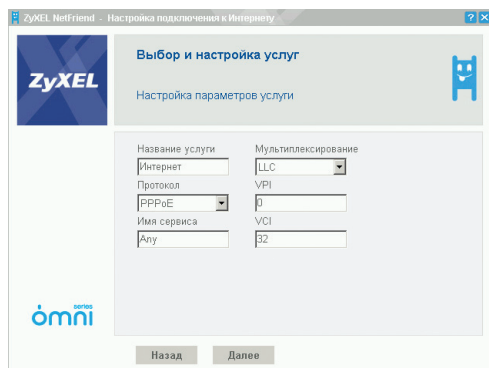 ZyXEL NetFriend - Настройка подключения к Интернету
ZyXEL
Выбор и настройка услуг
Настройка параметров услуги
Название услуги
Мультиплексирование
Интернет
LLC
Протокол
VPI
PPPoE
0
Имя сервиса
VCI
Any
32
omni series
Назад
Далее